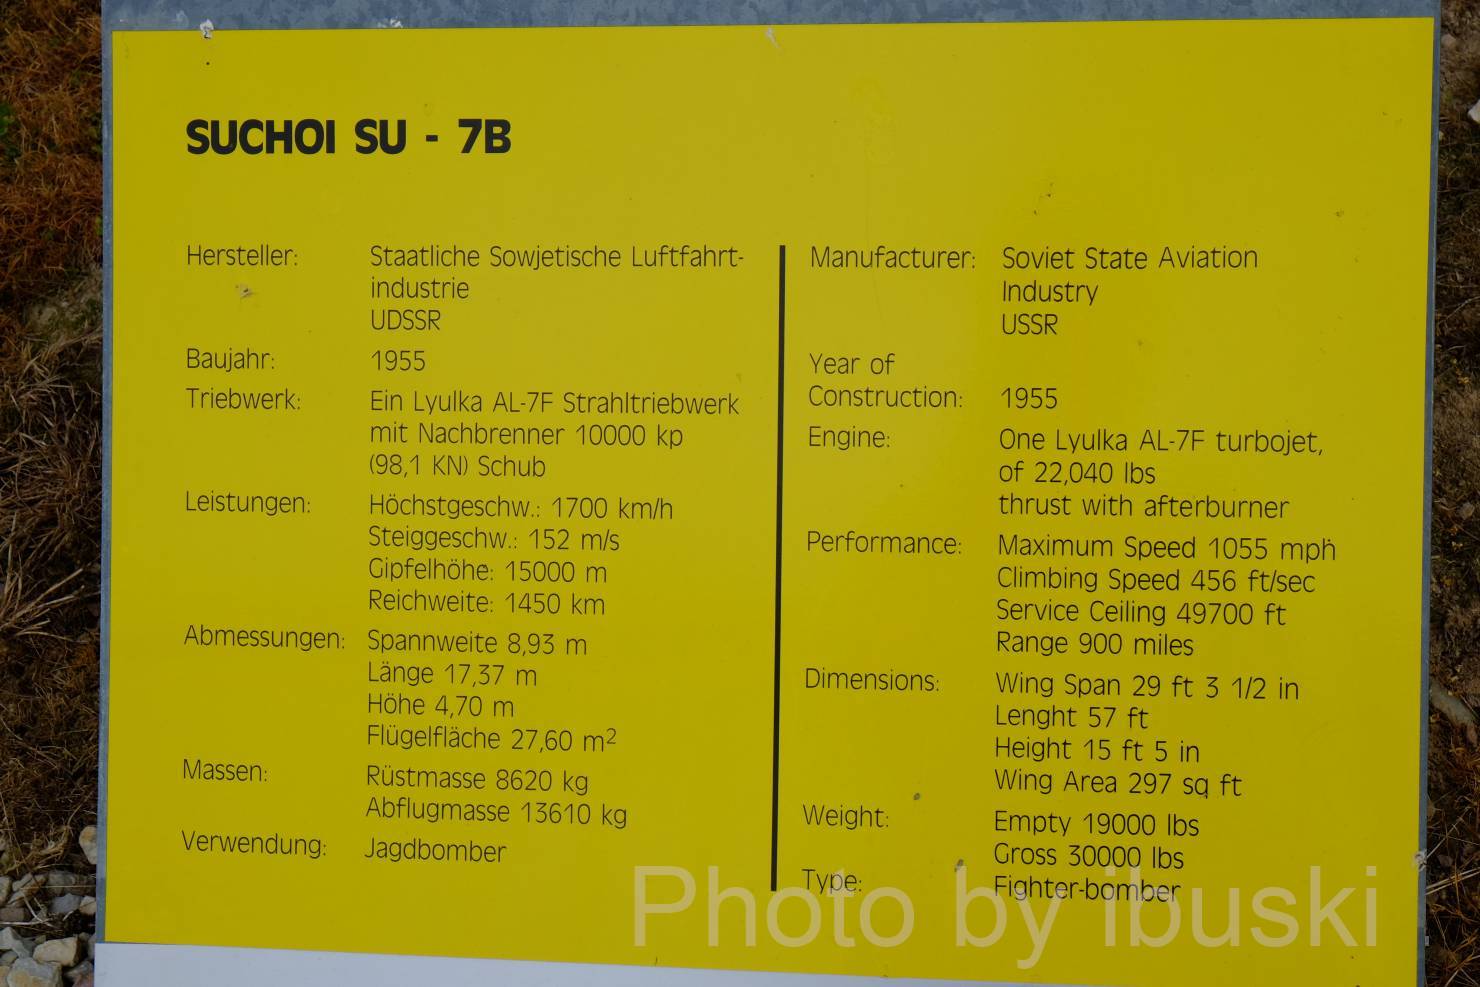 SUCHOI SU - 7B
Hersteller: Staatliche Sowjetische Luftfahrt-
industrie
UDSSR
Baujahr: 1955
Triebwerk: Ein Lyulka AL-7F Strahltriebwerk
mit Nachbrenner 10000 kp
(98,1 KN) Schub
Leistungen: Höchstgeschw.: 1700 km/h
Steiggeschw.: 152 m/s
Gipfelhöhe: 15000 m
Reichweite: 1450 km
Abmessungen: Spannweite 8,93 m
Länge 17,37 m
Höhe 4,70 m
Flügelfläche 27,60 m²
Massen: Rüstmasse 8620 kg
Abflugmasse 13610 kg
Verwendung: Jagdbomber
Manufacturer: Soviet State Aviation
Industry
USSR
Year of
Construction: 1955
Engine: One Lyulka AL-7F turbojet,
of 22,040 lbs
thrust with afterburner
Performance: Maximum Speed 1055 mph
Climbing Speed 456 ft/sec
Service Ceiling 49700 ft
Range 900 miles
Dimensions: Wing Span 29 ft 3 1/2 in
Lenght 57 ft
Height 15 ft 5 in
Wing Area 297 sq ft
Weight: Empty 19000 lbs
Gross 30000 lbs
Type: Fighter-bomber
Photo by ibuski